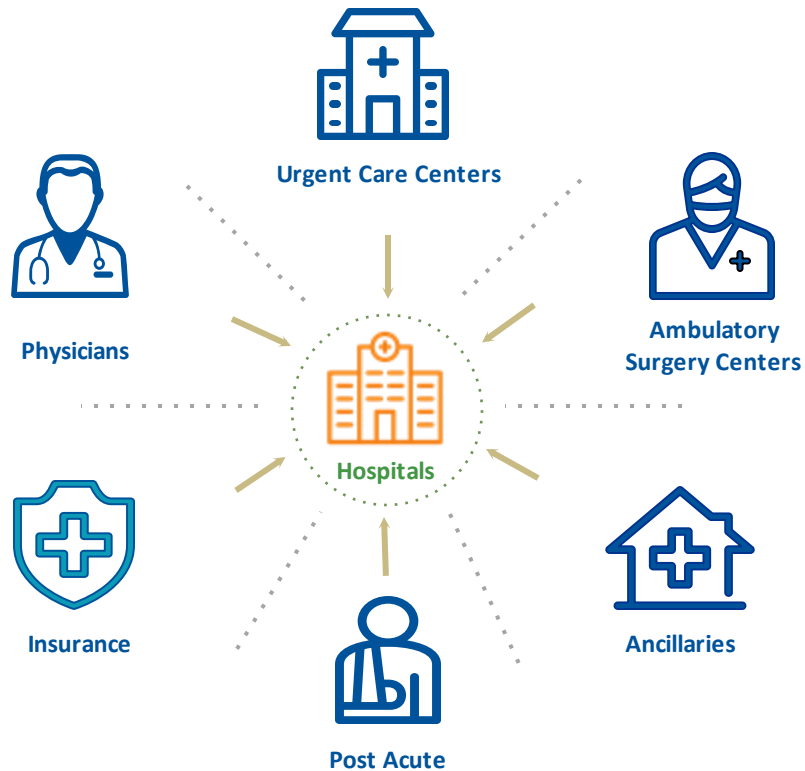 Urgent Care Centers
Physicians
Ambulatory
Surgery Centers
Hospitals
Insurance
Ancillaries
Post Acute